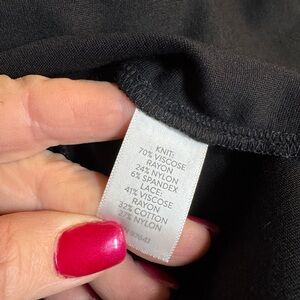 KNIT:
70% VISCOSE
RAYON
24% NYLON
6% SPANDEX
LACE:
41% VISCOSE
RAYON
32% COTTON
27% NYLON